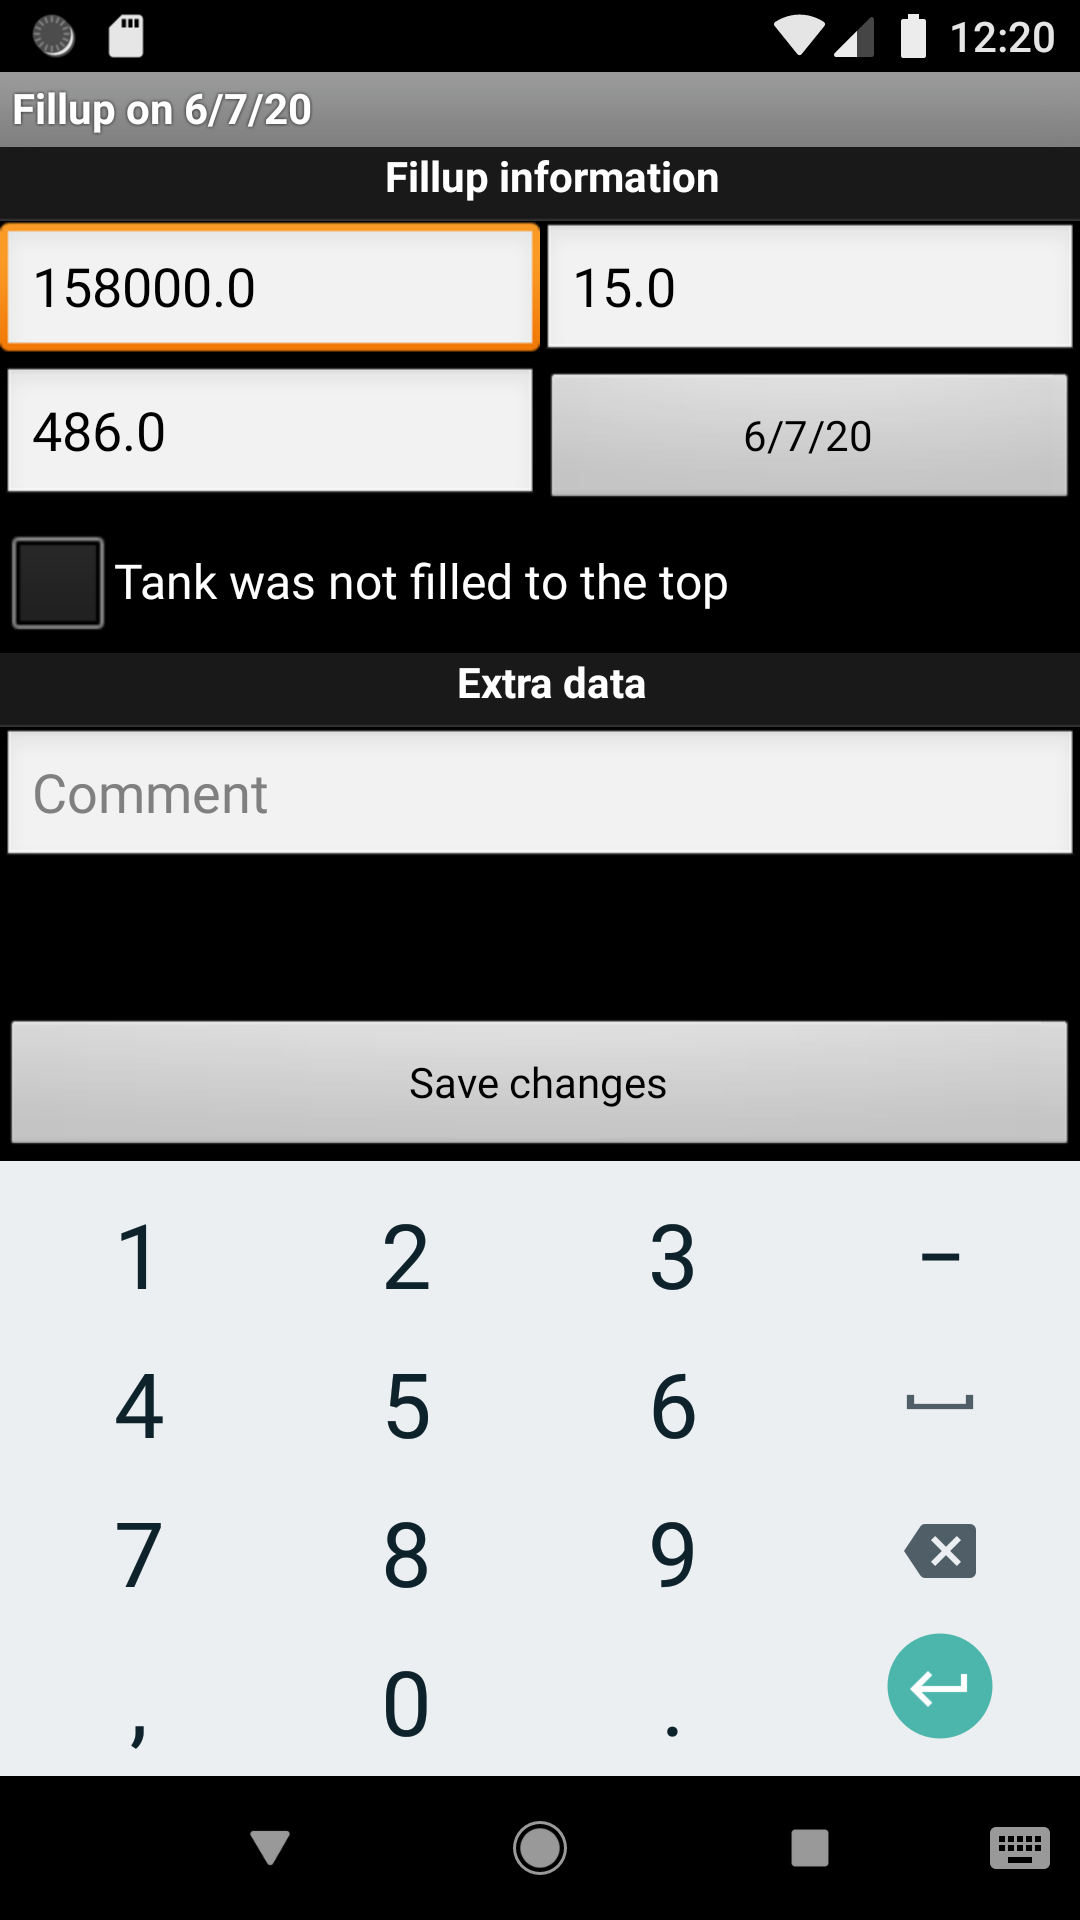 12:20
Fillup on 6/7/20
Fillup information
158000.0
15.0
486.0
6/7/20
Tank was not filled to the top
Extra data
Comment
Save changes
1 2 3 –
4 5 6
7 8 9
, 0 .